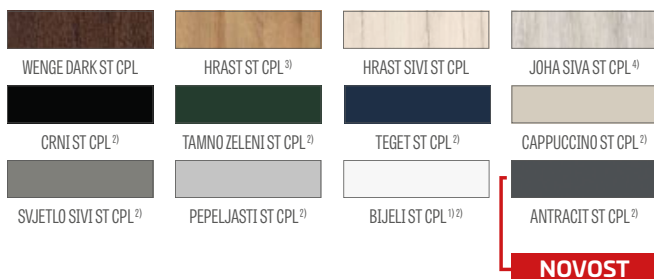 WENGE DARK ST CPL
HRAST ST CPL 3)
HRAST SIVI ST CPL
JOHA SIVA ST CPL 4)
CRNI ST CPL 2)
TAMNO ZELENI ST CPL 2)
TEGET ST CPL 2)
CAPPUCCINO ST CPL 2)
SVJETLO SIVI ST CPL 2)
PEPELJASTI ST CPL 2)
BIJELI ST CPL 1) 2)
ANTRACIT ST CPL 2)
NOVOST